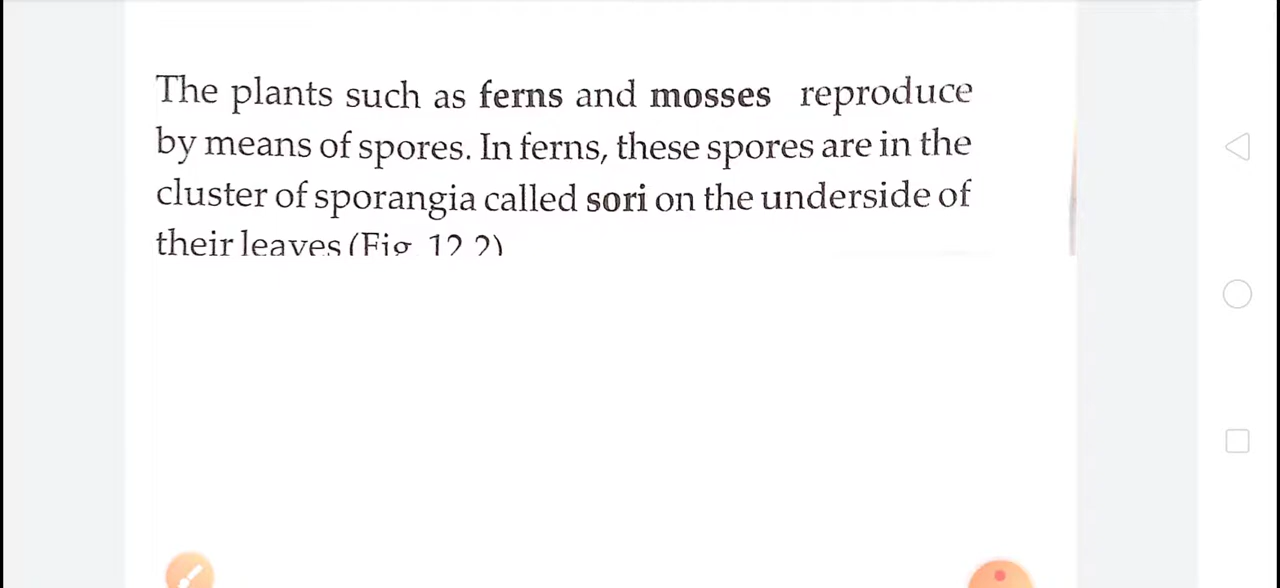 The plants such as ferns and mosses reproduce
by means of spores. In ferns, these spores are in the
cluster of sporangia called sori on the underside of
their leaves (Fig